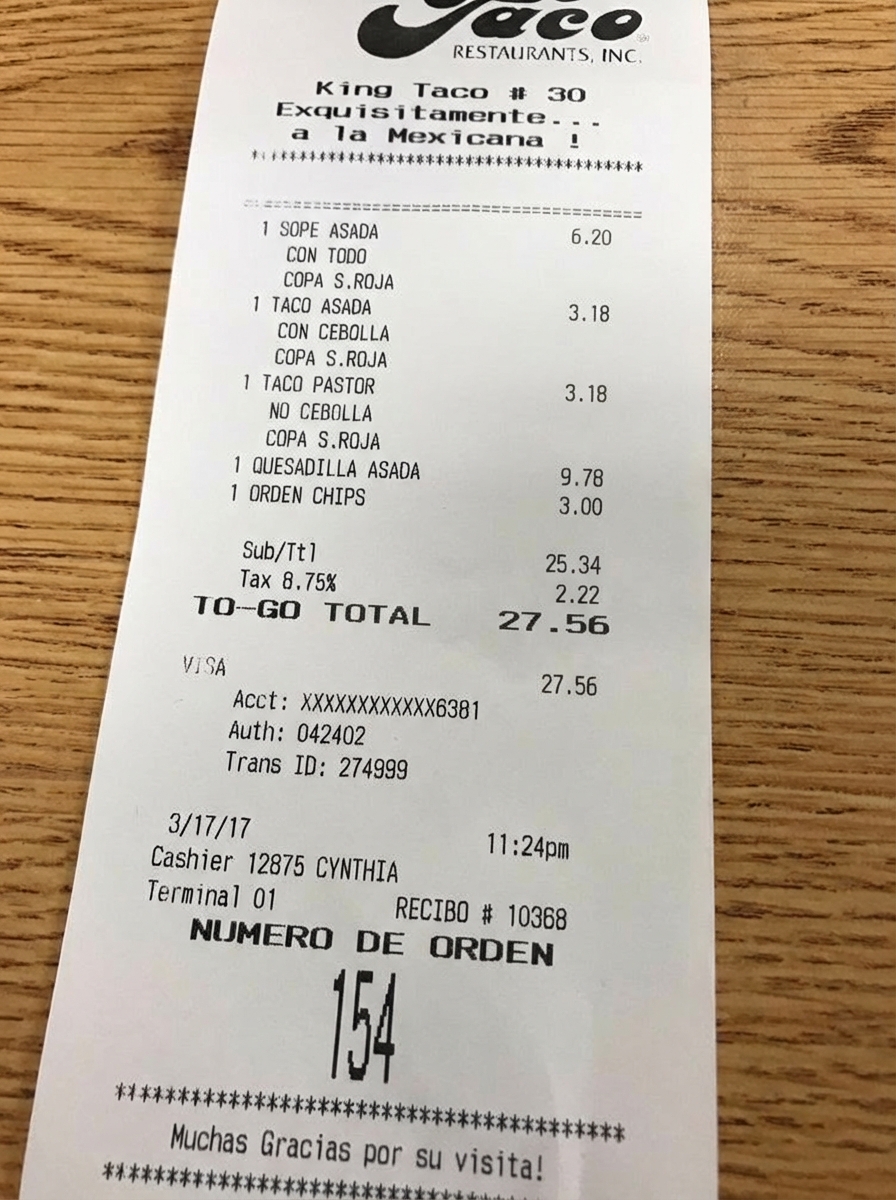 Taco
RESTAURANTS, INC.
King Taco # 30
Exquisitamente...
a la Mexicana !
****************************************
========================================
1 SOPE ASADA 6.20
CON TODO
COPA S.ROJA
1 TACO ASADA 3.18
CON CEBOLLA
COPA S.ROJA
1 TACO PASTOR 3.18
NO CEBOLLA
COPA S.ROJA
1 QUESADILLA ASADA 9.78
1 ORDEN CHIPS 3.00
Sub/Ttl 25.34
Tax 8.75% 2.22
TO-GO TOTAL 27.56
VISA 27.56
Acct: XXXXXXXXXXXX6381
Auth: 042402
Trans ID: 274999
3/17/17 11:24pm
Cashier 12875 CYNTHIA
Terminal 01 RECIBO # 10368
NUMERO DE ORDEN
154
****************************************
Muchas Gracias por su visita!
****************************************